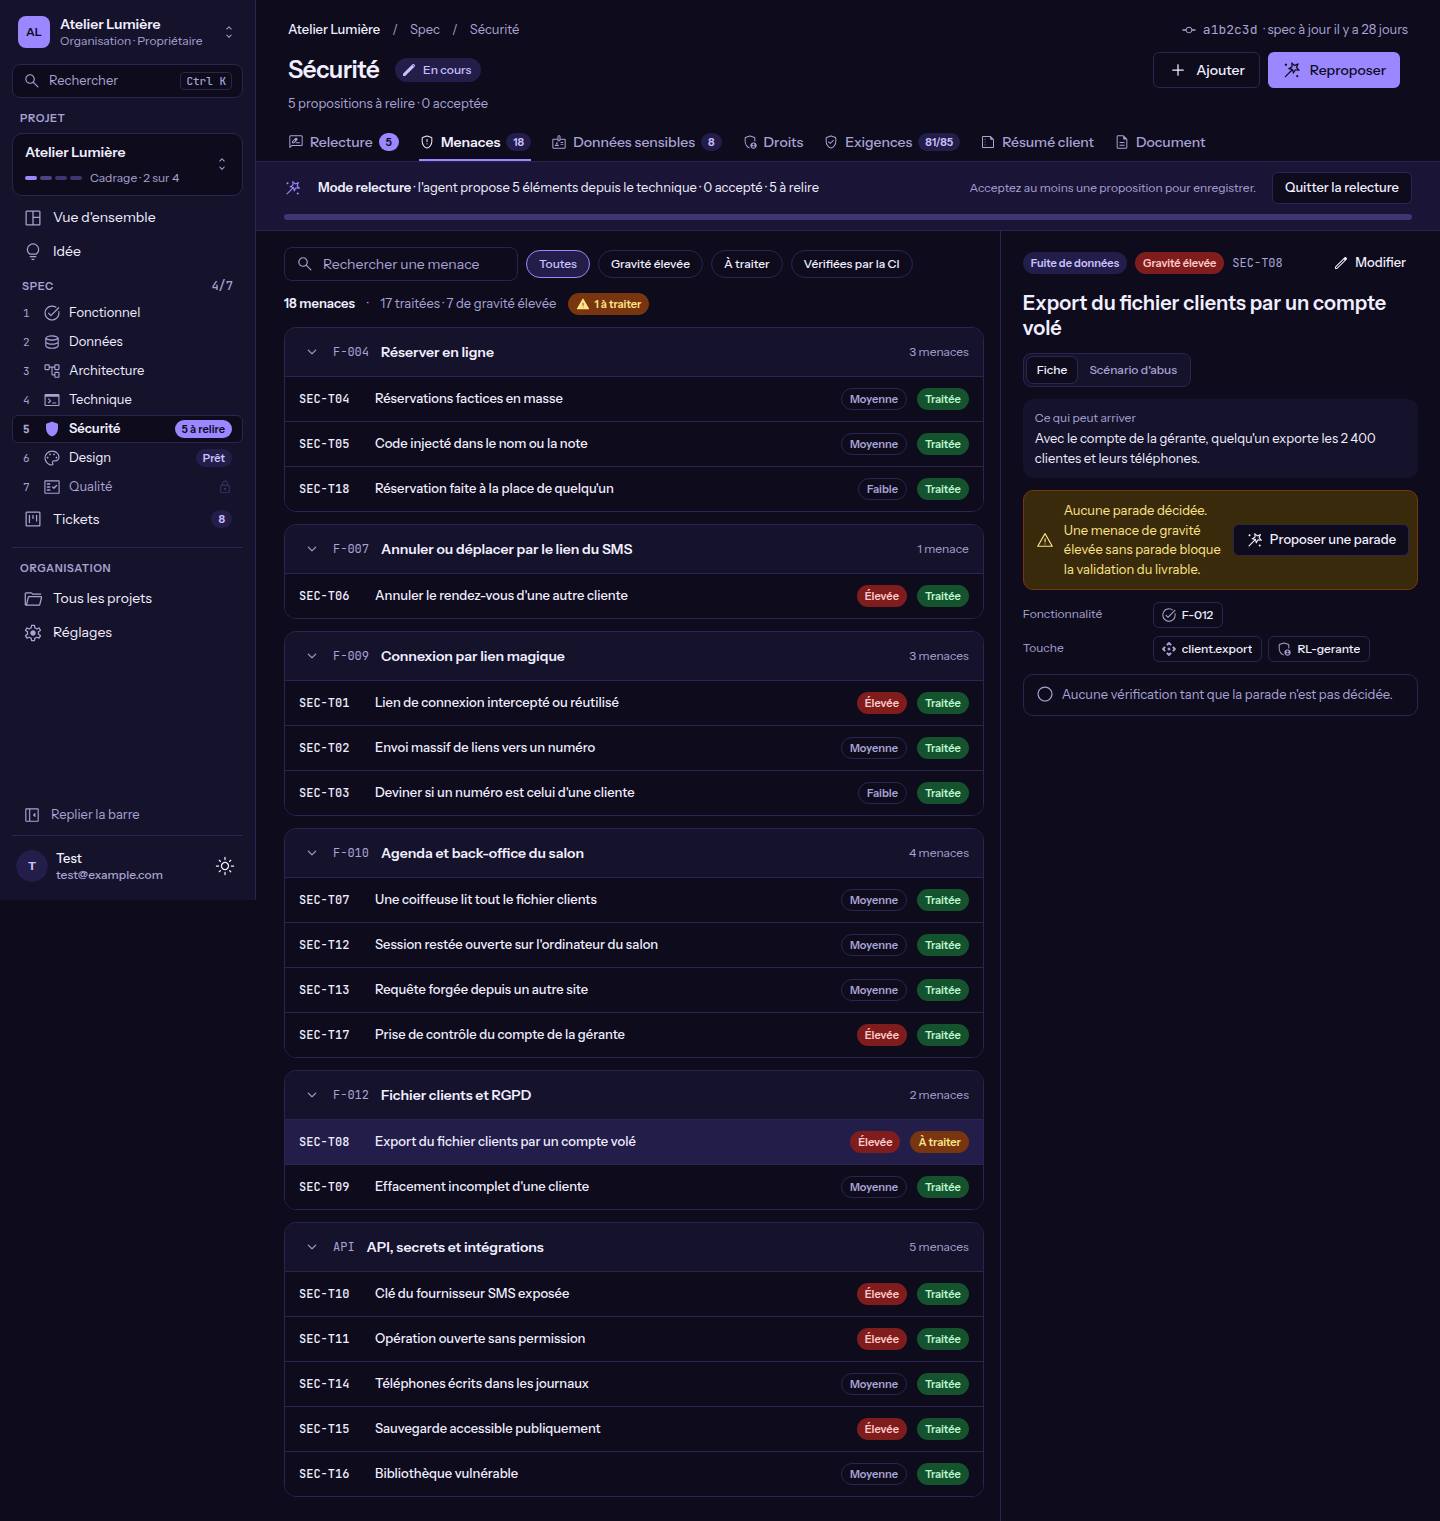 AL
Atelier Lumière
Organisation · Propriétaire
Rechercher
Ctrl K
PROJET
Atelier Lumière
Cadrage · 2 sur 4
Vue d'ensemble
Idée
SPEC
4/7
1 Fonctionnel
2 Données
3 Architecture
4 Technique
5 Sécurité
5 à relire
6 Design
Prêt
7 Qualité
Tickets
8
ORGANISATION
Tous les projets
Réglages
Replier la barre
T
Test
test@example.com
Atelier Lumière / Spec / Sécurité
a1b2c3d · spec à jour il y a 28 jours
Sécurité
En cours
Ajouter
Reproposer
5 propositions à relire · 0 acceptée
Relecture 5
Menaces 18
Données sensibles 8
Droits
Exigences 81/85
Résumé client
Document
Mode relecture · l'agent propose 5 éléments depuis le technique · 0 accepté · 5 à relire
Acceptez au moins une proposition pour enregistrer.
Quitter la relecture
Rechercher une menace
Toutes
Gravité élevée
À traiter
Vérifiées par la CI
18 menaces · 17 traitées · 7 de gravité élevée
1 à traiter
F-004 Réserver en ligne 3 menaces
SEC-T04 Réservations factices en masse Moyenne Traitée
SEC-T05 Code injecté dans le nom ou la note Moyenne Traitée
SEC-T18 Réservation faite à la place de quelqu'un Faible Traitée
F-007 Annuler ou déplacer par le lien du SMS 1 menace
SEC-T06 Annuler le rendez-vous d'une autre cliente Élevée Traitée
F-009 Connexion par lien magique 3 menaces
SEC-T01 Lien de connexion intercepté ou réutilisé Élevée Traitée
SEC-T02 Envoi massif de liens vers un numéro Moyenne Traitée
SEC-T03 Deviner si un numéro est celui d'une cliente Faible Traitée
F-010 Agenda et back-office du salon 4 menaces
SEC-T07 Une coiffeuse lit tout le fichier clients Moyenne Traitée
SEC-T12 Session restée ouverte sur l'ordinateur du salon Moyenne Traitée
SEC-T13 Requête forgée depuis un autre site Moyenne Traitée
SEC-T17 Prise de contrôle du compte de la gérante Élevée Traitée
F-012 Fichier clients et RGPD 2 menaces
SEC-T08 Export du fichier clients par un compte volé Élevée À traiter
SEC-T09 Effacement incomplet d'une cliente Moyenne Traitée
API API, secrets et intégrations 5 menaces
SEC-T10 Clé du fournisseur SMS exposée Élevée Traitée
SEC-T11 Opération ouverte sans permission Élevée Traitée
SEC-T14 Téléphones écrits dans les journaux Moyenne Traitée
SEC-T15 Sauvegarde accessible publiquement Élevée Traitée
SEC-T16 Bibliothèque vulnérable Moyenne Traitée
Fuite de données
Gravité élevée
SEC-T08
Modifier
Export du fichier clients par un compte
volé
Fiche
Scénario d'abus
Ce qui peut arriver
Avec le compte de la gérante, quelqu'un exporte les 2 400
clientes et leurs téléphones.
Aucune parade décidée.
Une menace de gravité
élevée sans parade bloque
la validation du livrable.
Proposer une parade
Fonctionnalité
F-012
Touche
client.export
RL-gerante
Aucune vérification tant que la parade n'est pas décidée.